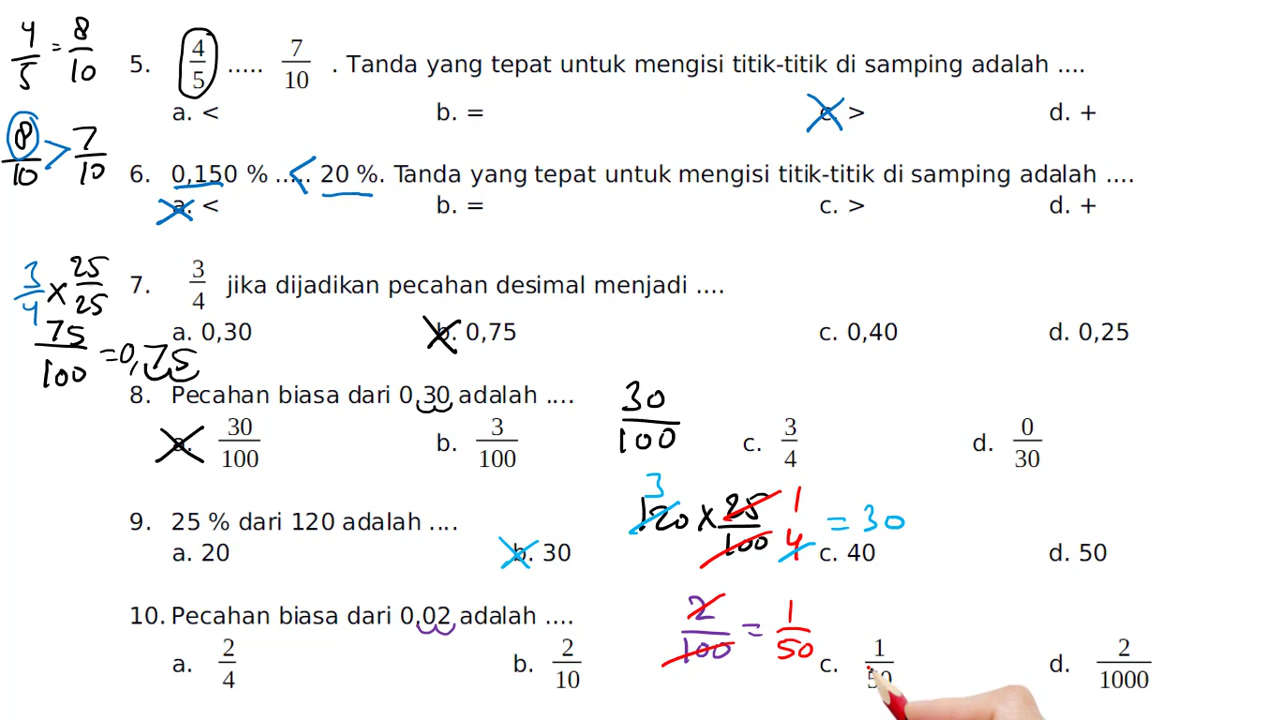 4/5 = 8/10
5. 4/5 ..... 7/10 . Tanda yang tepat untuk mengisi titik-titik di samping adalah ....
a. < b. = c. > d. +
8/10 > 7/10
6. 0,150 % ..... < 20 %. Tanda yang tepat untuk mengisi titik-titik di samping adalah ....
a. < b. = c. > d. +
3/4 x 25/25
7. 3/4 jika dijadikan pecahan desimal menjadi ....
a. 0,30 b. 0,75 c. 0,40 d. 0,25
75/100 = 0,75
8. Pecahan biasa dari 0,30 adalah ....
30/100
a. 30/100 b. 3/100 c. 3/4 d. 0/30
9. 25 % dari 120 adalah ....
3 120 x 25/100 1/4 = 30
a. 20 b. 30 c. 40 d. 50
10. Pecahan biasa dari 0,02 adalah ....
2/100 = 1/50
a. 2/4 b. 2/10 c. 1/50 d. 2/1000